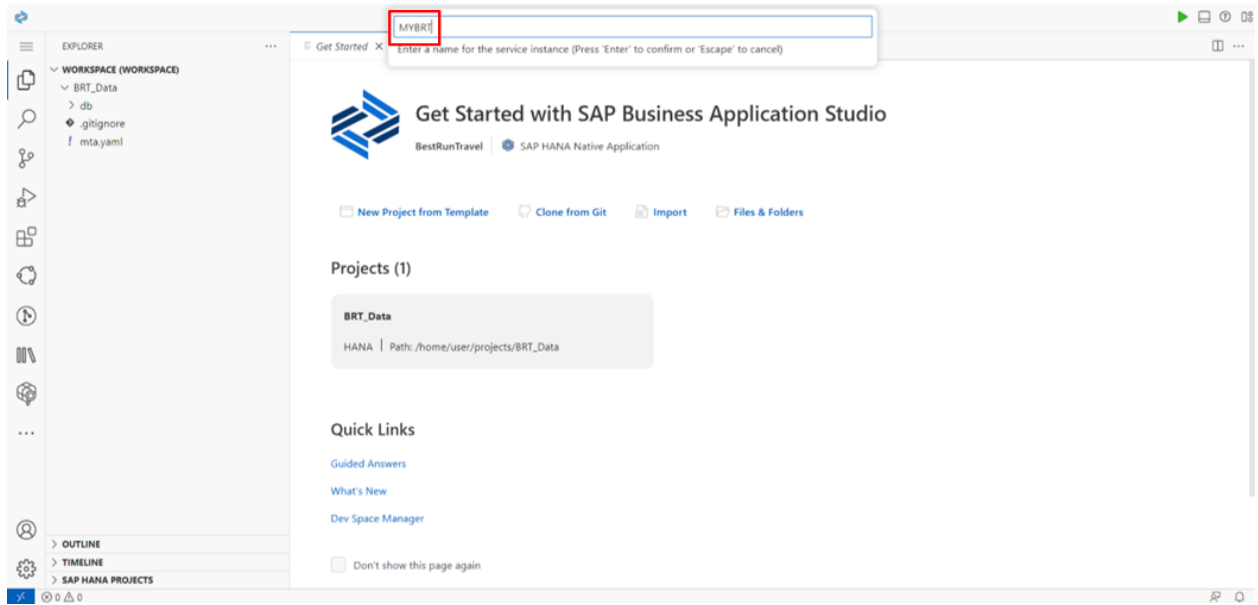 MYBRT
Enter a name for the service instance (Press 'Enter' to confirm or 'Escape' to cancel)
EXPLORER
Get Started
WORKSPACE (WORKSPACE)
BRT_Data
db
.gitignore
! mta.yaml
Get Started with SAP Business Application Studio
BestRunTravel | SAP HANA Native Application
New Project from Template
Clone from Git
Import
Files & Folders
Projects (1)
BRT_Data
HANA | Path: /home/user/projects/BRT_Data
Quick Links
Guided Answers
What's New
Dev Space Manager
Don't show this page again
OUTLINE
TIMELINE
SAP HANA PROJECTS
0 0